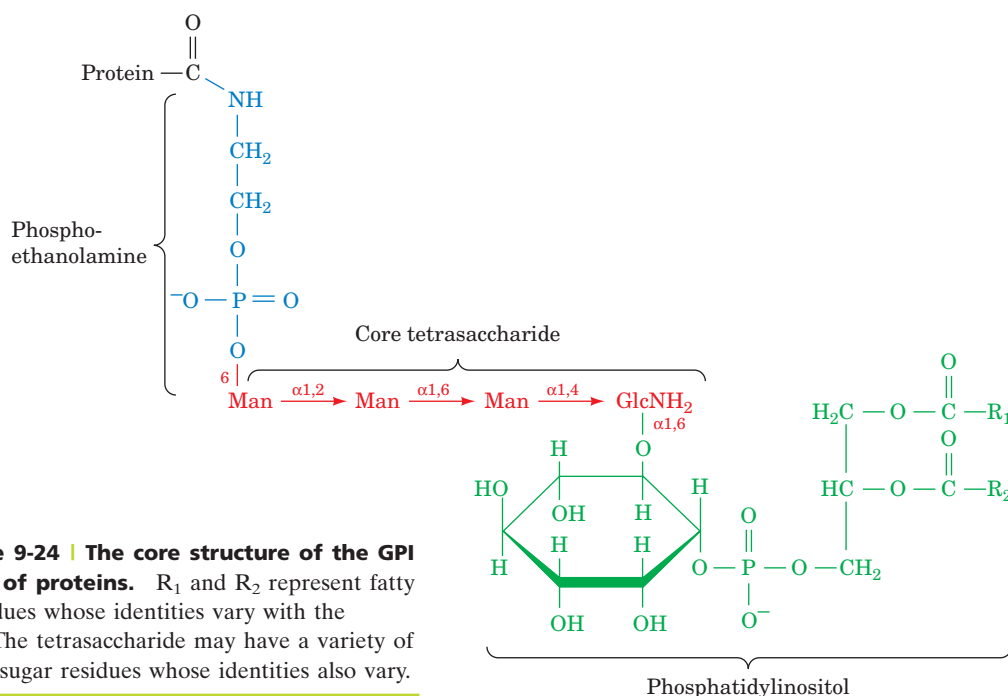 O
Protein — C
NH
CH2
CH2
Phospho-
ethanolamine
O
−O — P = O
O
Core tetrasaccharide
6
Man α1,2 Man α1,6 Man α1,4 GlcNH2
α1,6
O
O
H2C — O — C — R1
O
HC — O — C — R2
H
HO
OH
H
H
H
H
H
OH
OH
O
O — P — O — CH2
O−
Phosphatidylinositol
9-24 | The core structure of the GPI
of proteins. R1 and R2 represent fatty
whose identities vary with the
The tetrasaccharide may have a variety of
sugar residues whose identities also vary.